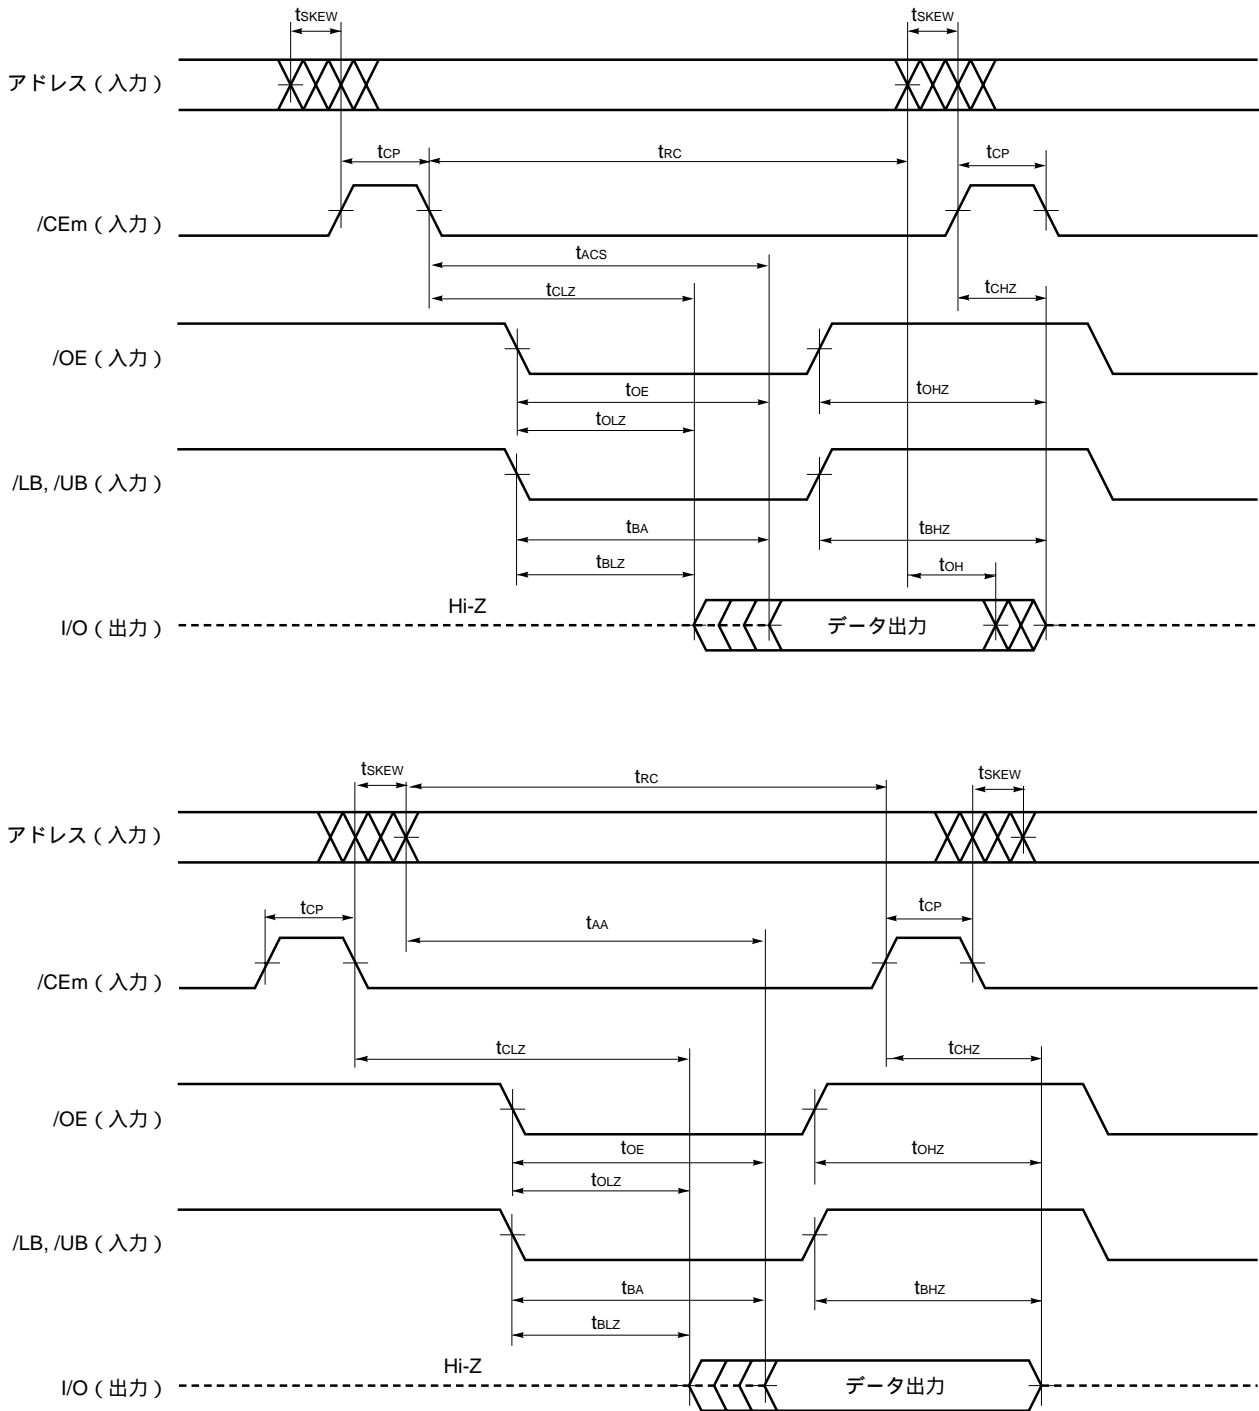 tSKEW tSKEW
アドレス（入力）
tCP tRC tCP
/CEm（入力）
tACS
tCLZ tCHZ
/OE（入力）
tOE tOHZ
tOLZ
/LB, /UB（入力）
tBA tBHZ
tBLZ
tOH
Hi-Z
I/O（出力） データ出力
tSKEW tRC tSKEW
アドレス（入力）
tCP tAA tCP
/CEm（入力）
tCLZ tCHZ
/OE（入力）
tOE tOHZ
tOLZ
/LB, /UB（入力）
tBA tBHZ
tBLZ
Hi-Z
I/O（出力） データ出力